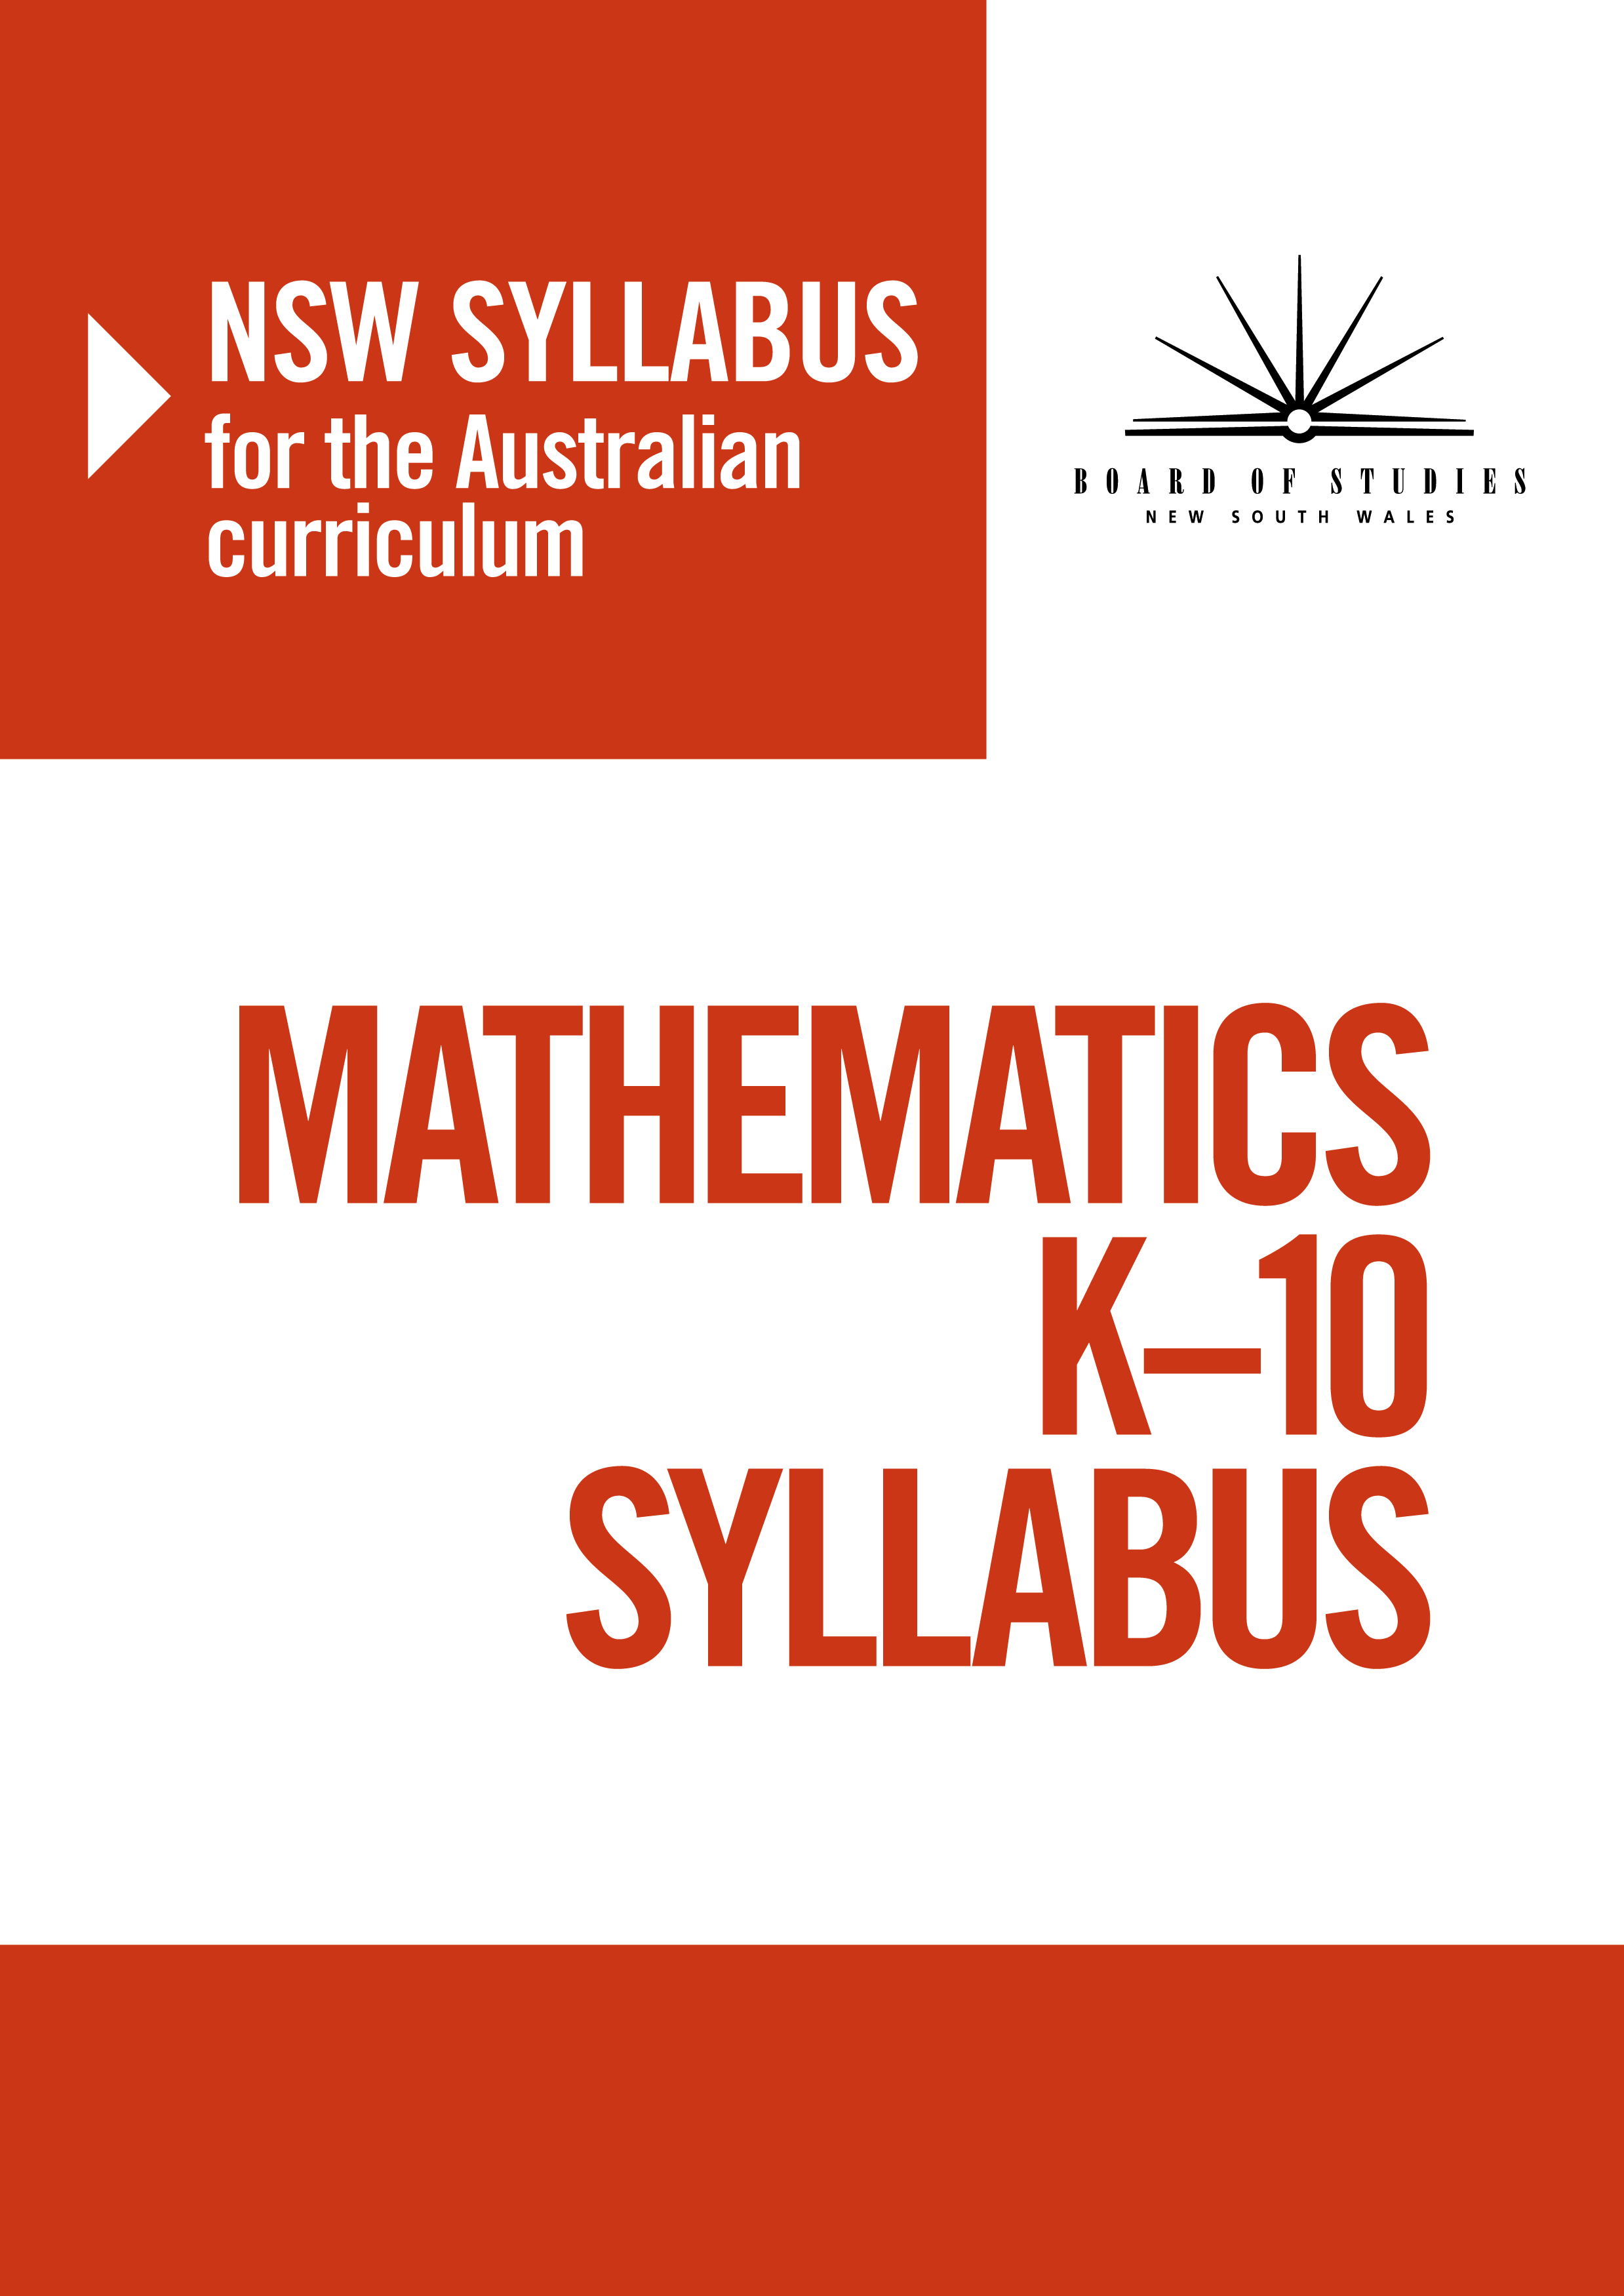 NSW SYLLABUS
for the Australian
curriculum
BOARD OF STUDIES
NEW SOUTH WALES
MATHEMATICS
K–10
SYLLABUS